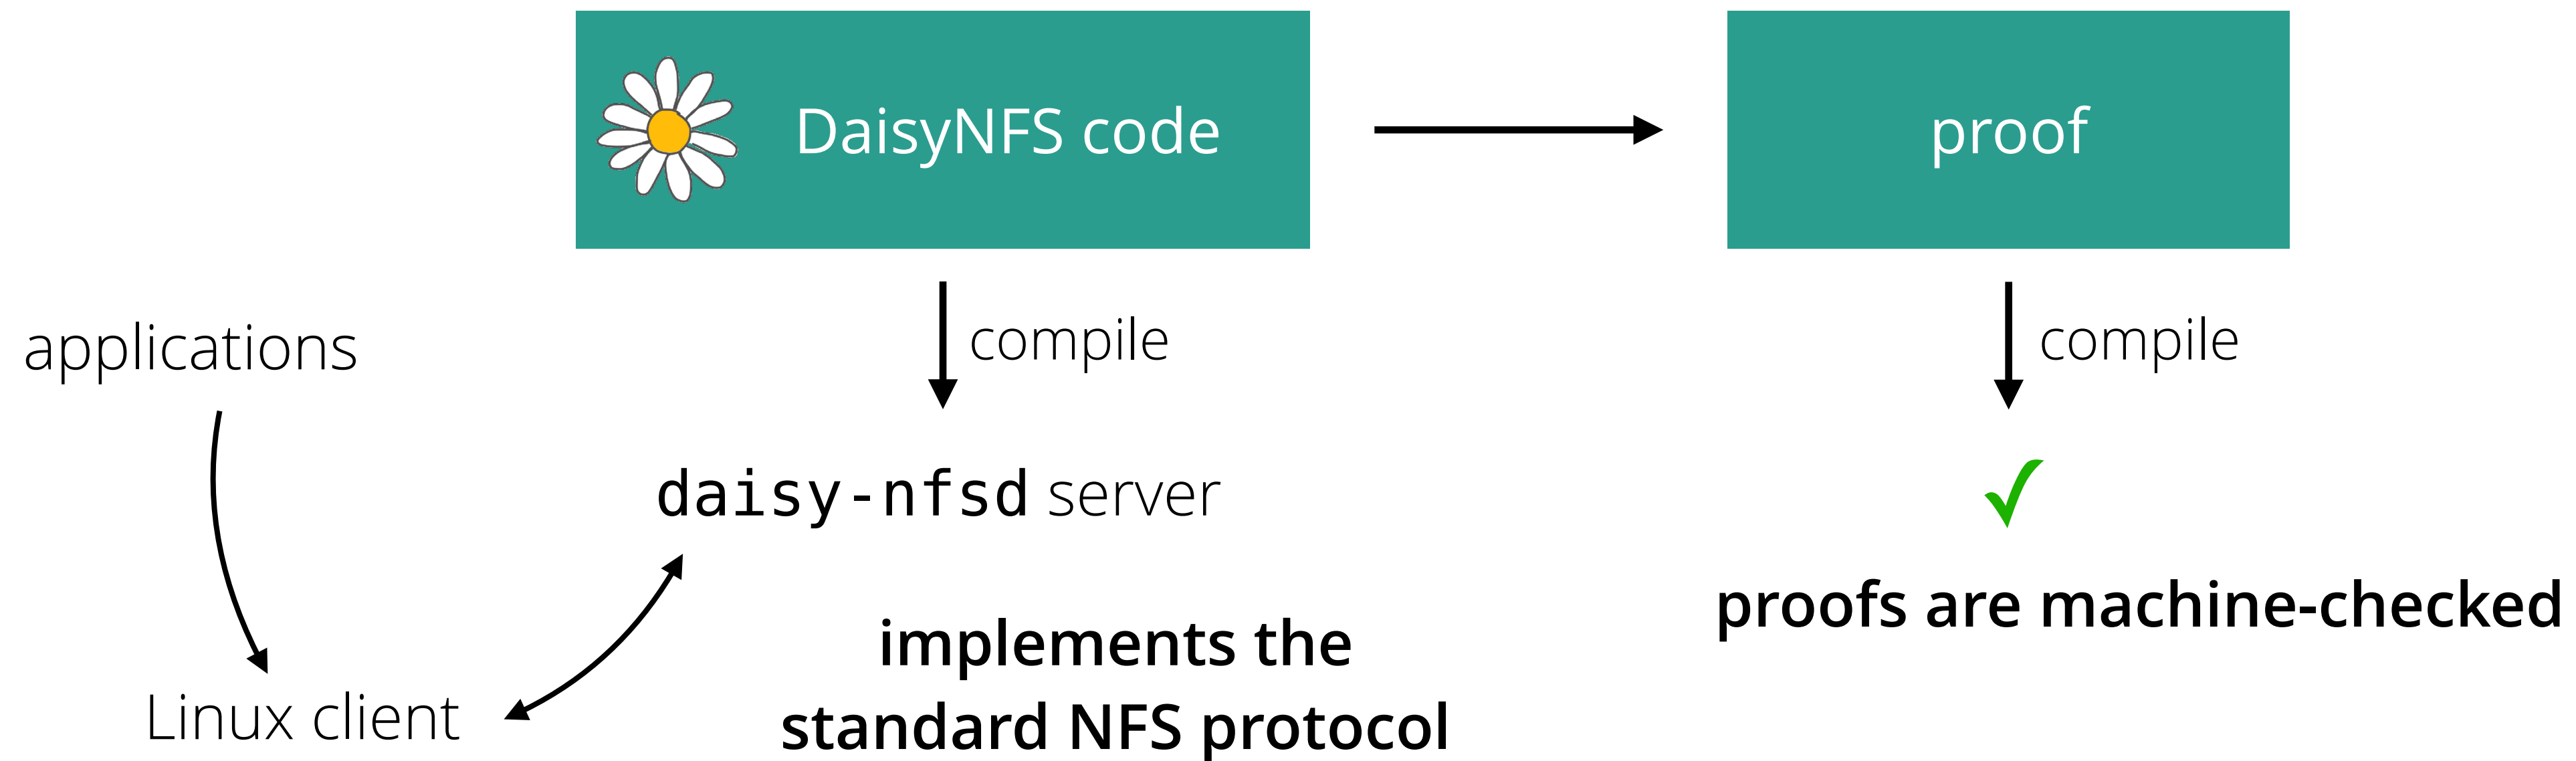 DaisyNFS code
proof
compile
compile
applications
daisy-nfsd server
proofs are machine-checked
implements the
standard NFS protocol
Linux client